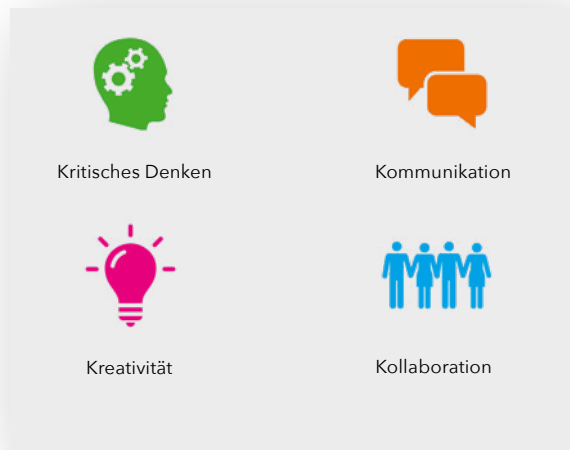 Kritisches Denken
Kommunikation
Kreativität
Kollaboration